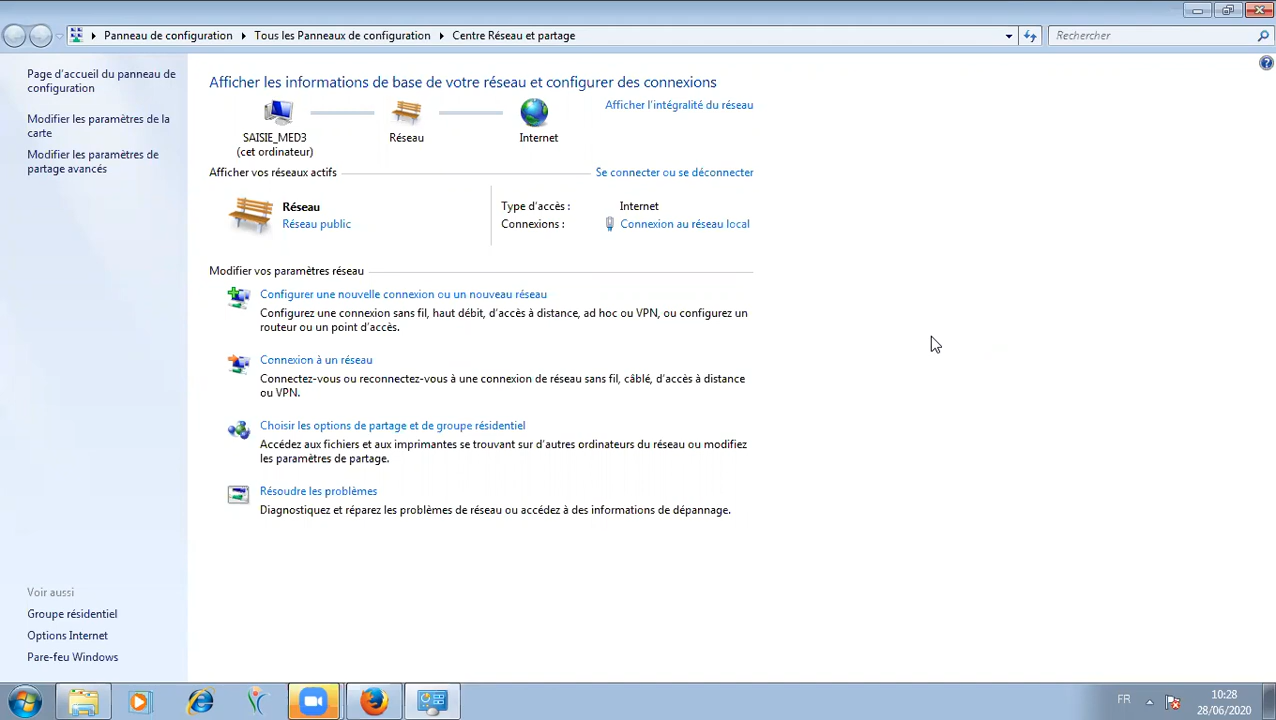 Panneau de configuration
Tous les Panneaux de configuration
Centre Réseau et partage
Rechercher
Page d'accueil du panneau de
configuration
Modifier les paramètres de la
carte
Modifier les paramètres de
partage avancés
Afficher les informations de base de votre réseau et configurer des connexions
Afficher l'intégralité du réseau
SAISIE_MED3
(cet ordinateur)
Réseau
Internet
Afficher vos réseaux actifs
Se connecter ou se déconnecter
Réseau
Réseau public
Type d'accès :
Internet
Connexions :
Connexion au réseau local
Modifier vos paramètres réseau
Configurer une nouvelle connexion ou un nouveau réseau
Configurez une connexion sans fil, haut débit, d'accès à distance, ad hoc ou VPN, ou configurez un
routeur ou un point d'accès.
Connexion à un réseau
Connectez-vous ou reconnectez-vous à une connexion de réseau sans fil, câblé, d'accès à distance
ou VPN.
Choisir les options de partage et de groupe résidentiel
Accédez aux fichiers et aux imprimantes se trouvant sur d'autres ordinateurs du réseau ou modifiez
les paramètres de partage.
Résoudre les problèmes
Diagnostiquez et réparez les problèmes de réseau ou accédez à des informations de dépannage.
Voir aussi
Groupe résidentiel
Options Internet
Pare-feu Windows
FR
10:28
28/06/2020